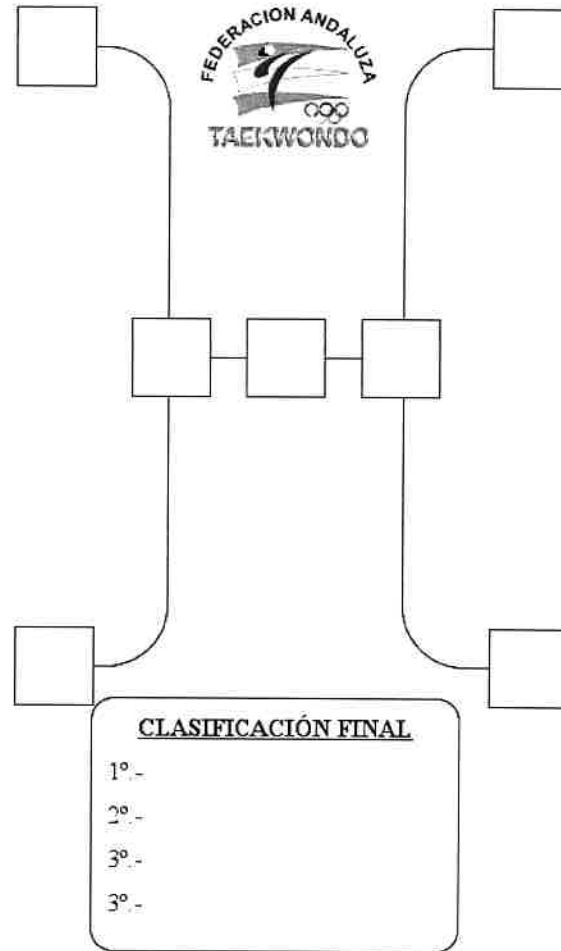 FEDERACION ANDALUZA
TAEKWONDO
CLASIFICACIÓN FINAL
1º.-
2º.-
3º.-
3º.-